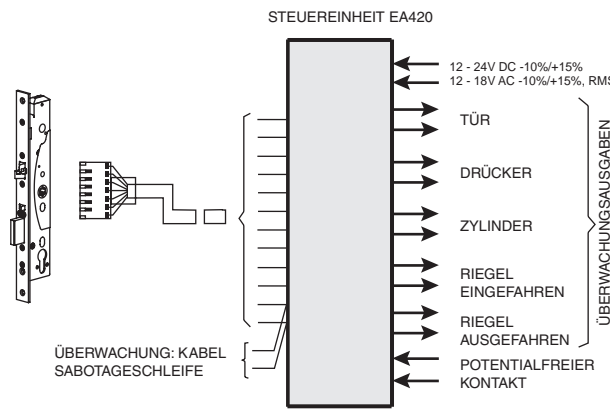 STEUEREINHEIT EA420
12 - 24V DC -10%/+15%
12 - 18V AC -10%/+15%, RMS
TÜR
DRÜCKER
ZYLINDER
RIEGEL
EINGEFAHREN
RIEGEL
AUSGEFAHREN
ÜBERWACHUNGSAUSGABEN
POTENTIALFREIER
KONTAKT
ÜBERWACHUNG: KABEL
SABOTAGESCHLEIFE